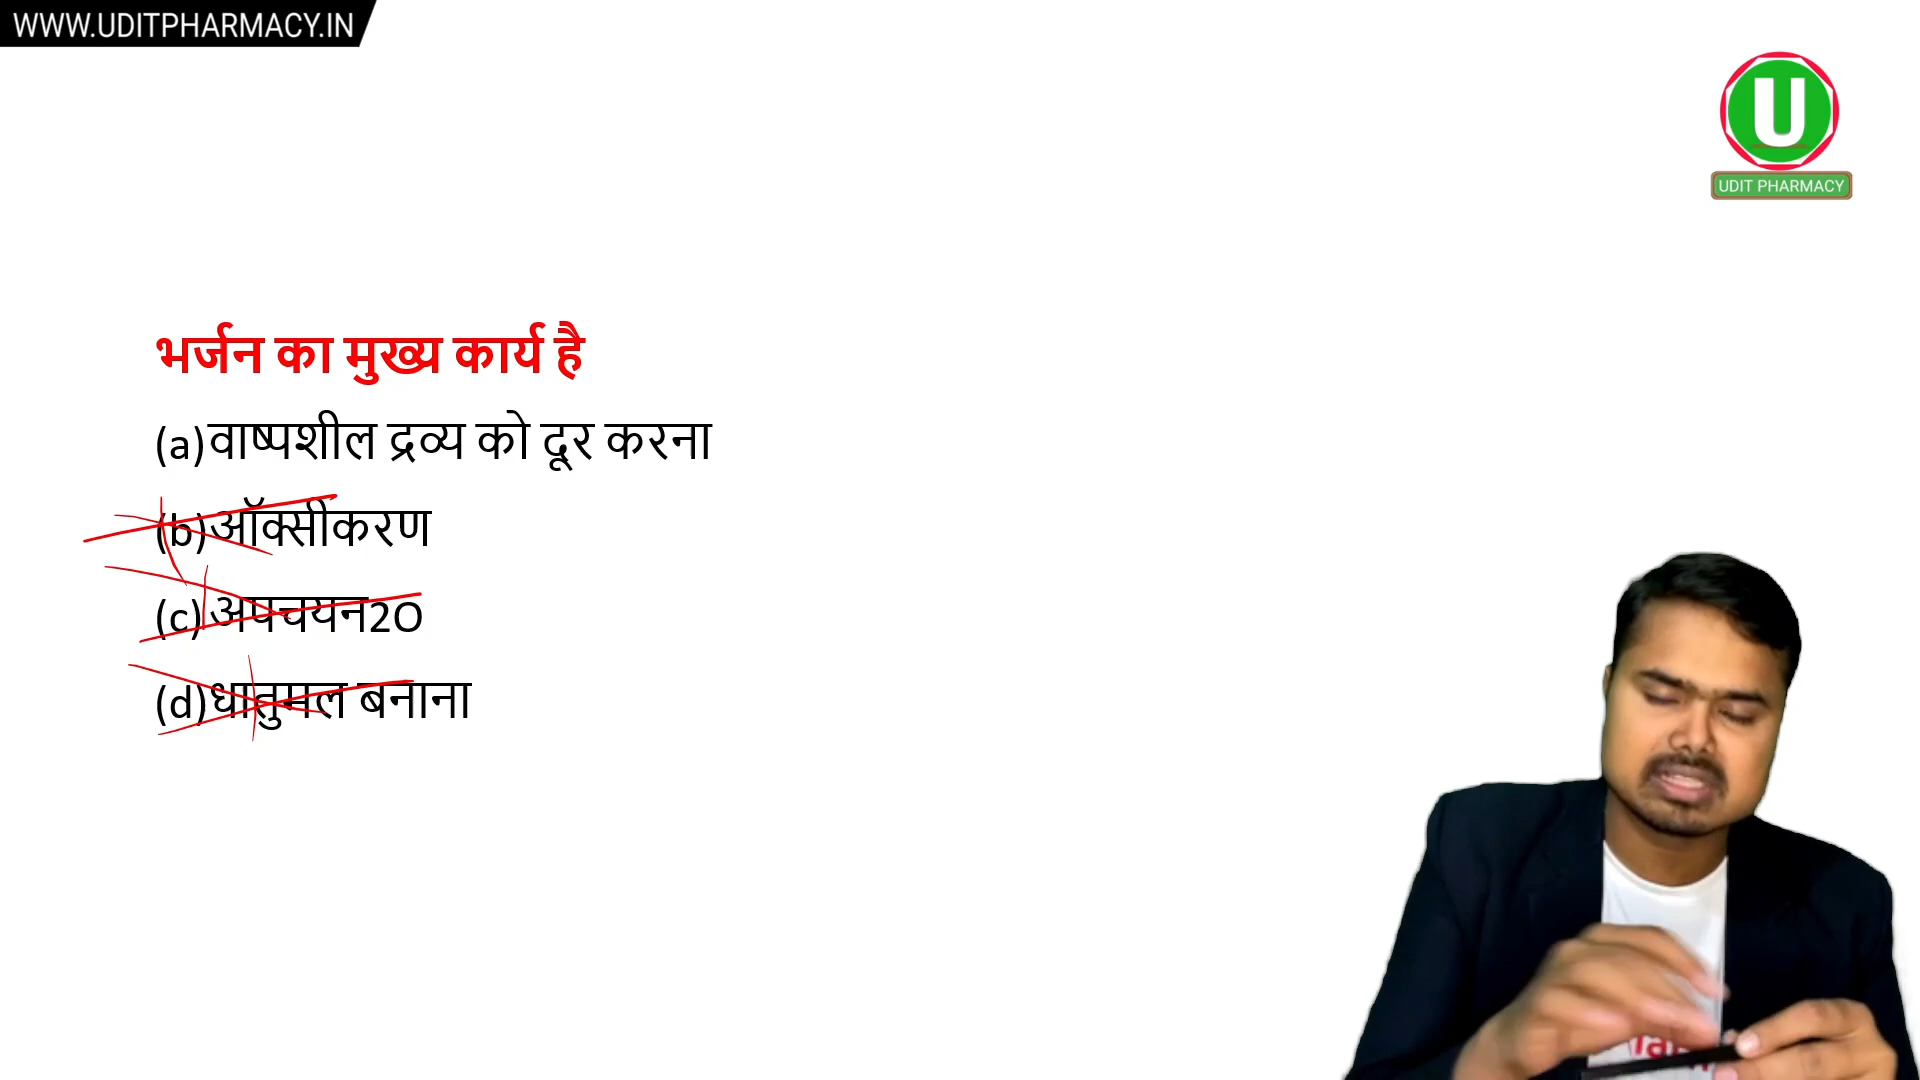 WWW.UDITPHARMACY.IN
U
UDIT PHARMACY
भर्जन का मुख्य कार्य है
(a)वाष्पशील द्रव्य को दूर करना
(b)ऑक्सीकरण
(c)अपचयन2O
(d)धातुमल बनाना